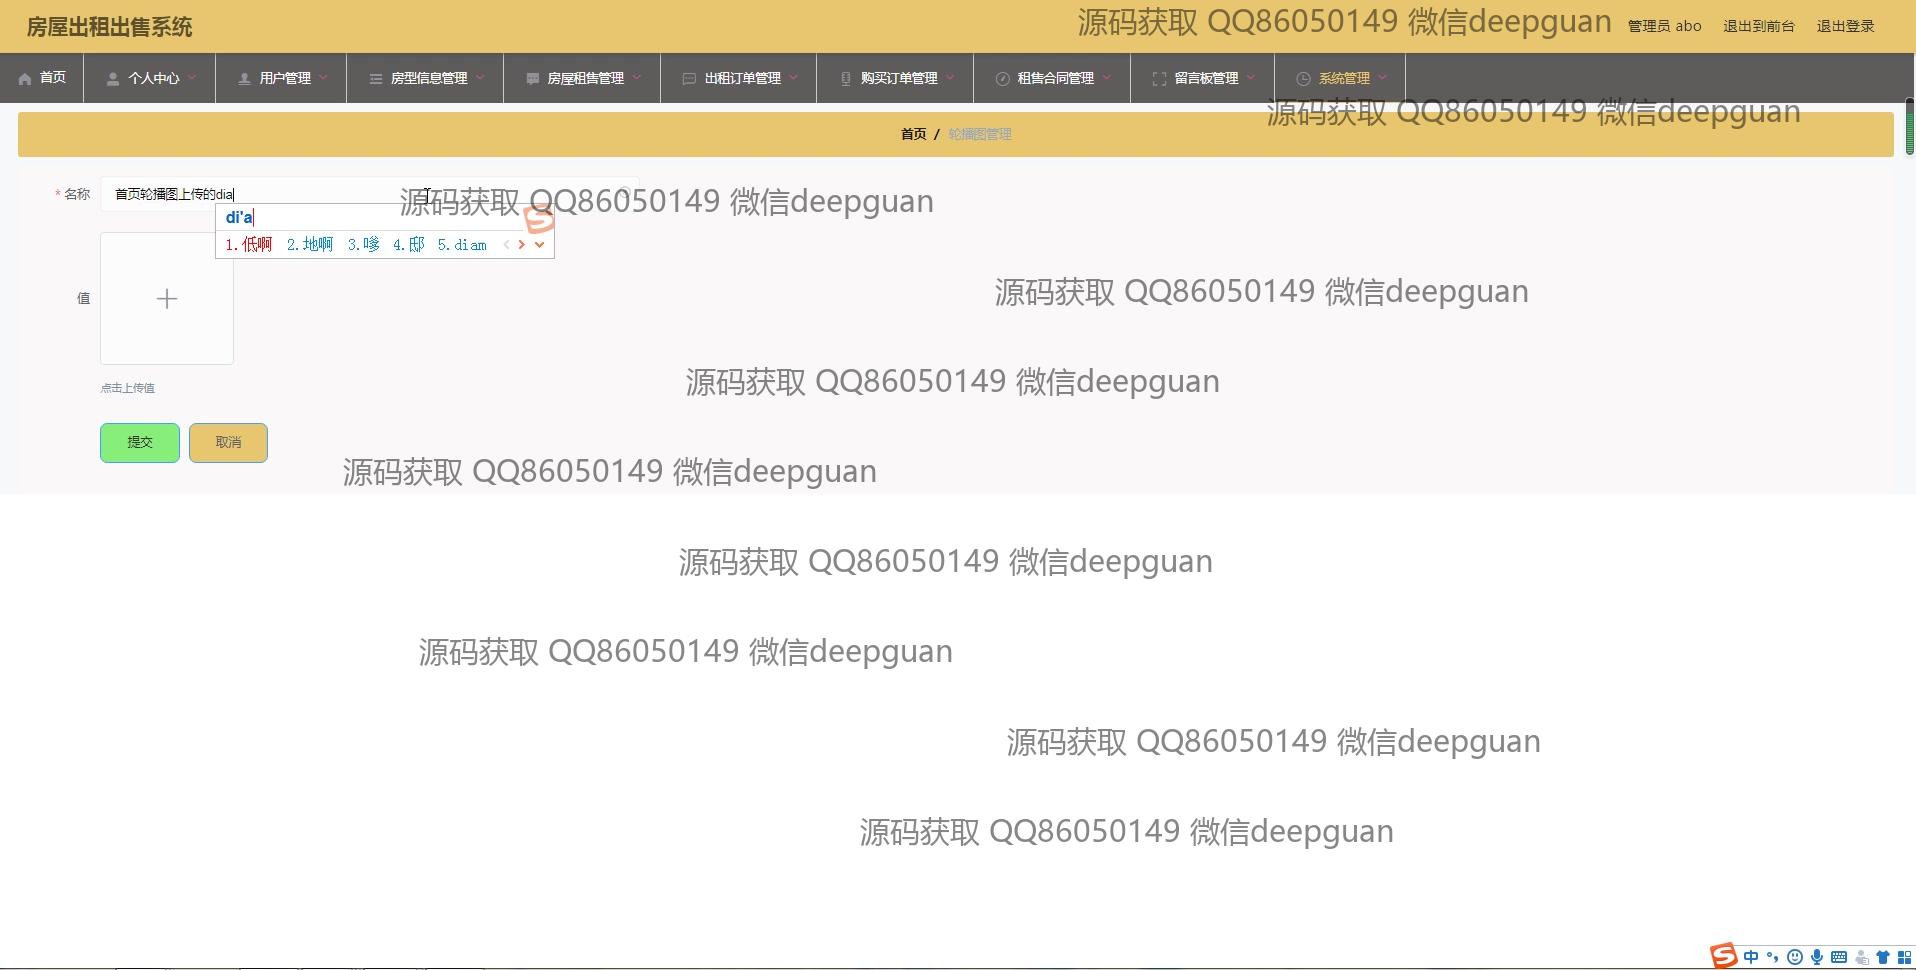 房屋出租出售系统
源码获取 QQ86050149 微信deepguan
管理员 abo
退出到前台
退出登录
首页
个人中心
用户管理
房型信息管理
房屋租售管理
出租订单管理
购买订单管理
租售合同管理
留言板管理
系统管理
源码获取 QQ86050149 微信deepguan
首页 / 轮播图管理
* 名称
首页轮播图上传的dia
源码获取 QQ86050149 微信deepguan
di'a
1.低啊 2.地啊 3.嗲 4.邸 5.diam
值
源码获取 QQ86050149 微信deepguan
点击上传值
源码获取 QQ86050149 微信deepguan
提交
取消
源码获取 QQ86050149 微信deepguan
源码获取 QQ86050149 微信deepguan
源码获取 QQ86050149 微信deepguan
源码获取 QQ86050149 微信deepguan
源码获取 QQ86050149 微信deepguan
中